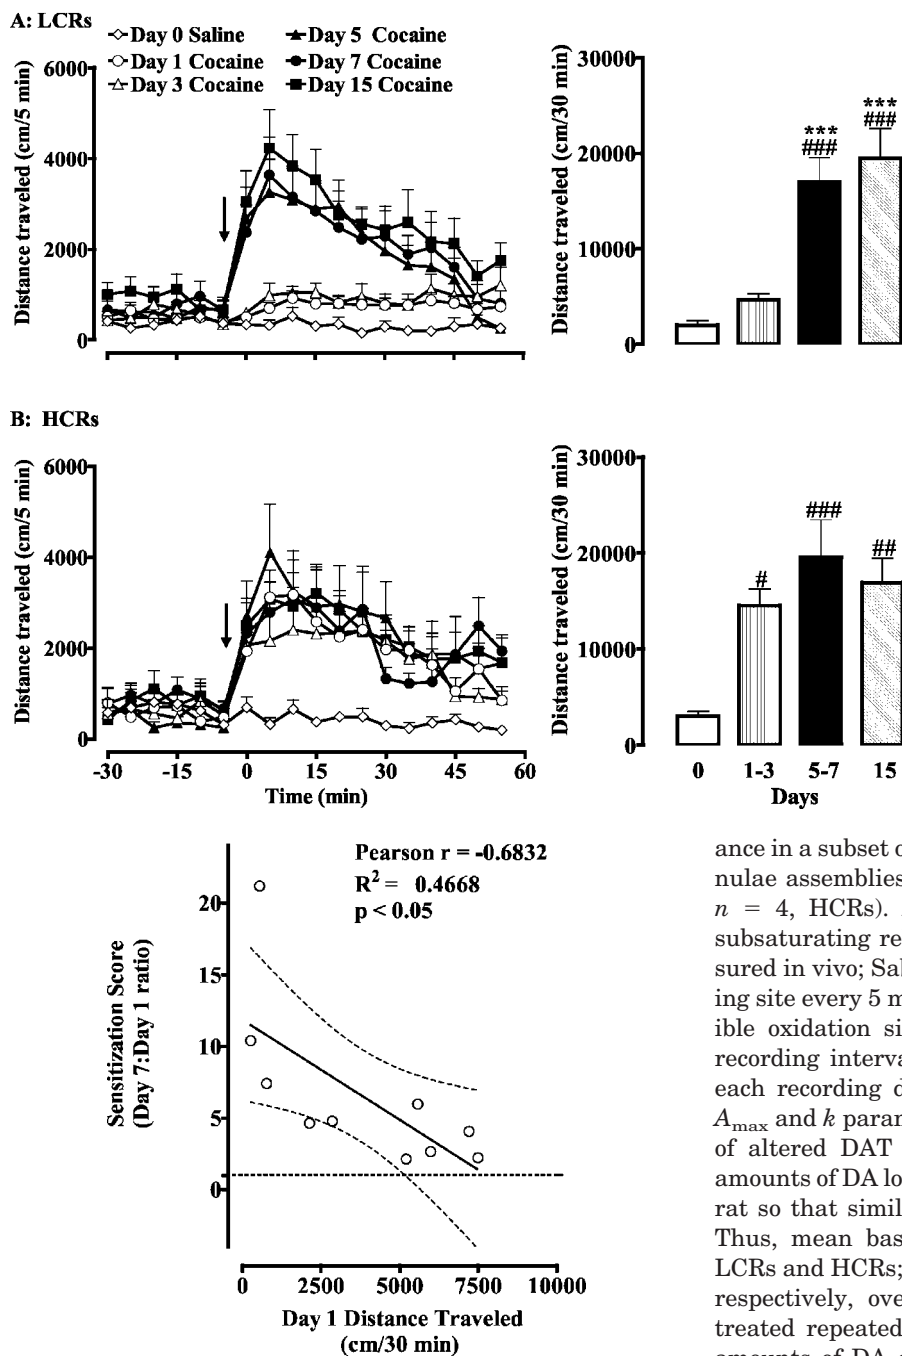 A: LCRs
Day 0 Saline
Day 1 Cocaine
Day 3 Cocaine
Day 5 Cocaine
Day 7 Cocaine
Day 15 Cocaine
Distance traveled (cm/5 min)
6000
4000
2000
0
Distance traveled (cm/30 min)
30000
20000
10000
0
***
###
***
###
B: HCRs
Distance traveled (cm/5 min)
6000
4000
2000
0
-30 -15 0 15 30 45 60
Time (min)
Distance traveled (cm/30 min)
30000
20000
10000
0
#
###
##
0 1-3 5-7 15
Days
Pearson r = -0.6832
R² = 0.4668
p < 0.05
Sensitization Score
(Day 7:Day 1 ratio)
20
15
10
5
0
0 2500 5000 7500 10000
Day 1 Distance Traveled
(cm/30 min)
ance in a subset o
nulae assemblies
n = 4, HCRs).
subsaturating re
sured in vivo; Sal
ing site every 5 m
ible oxidation si
recording interva
each recording d
Amax and k param
of altered DAT
amounts of DA lo
rat so that simil
Thus, mean bas
LCRs and HCRs;
respectively, ove
treated repeated